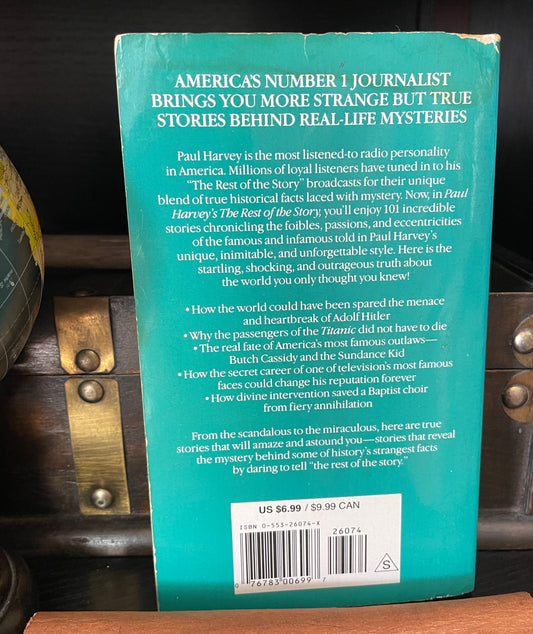 AMERICA'S NUMBER 1 JOURNALIST
BRINGS YOU MORE STRANGE BUT TRUE
STORIES BEHIND REAL-LIFE MYSTERIES
Paul Harvey is the most listened-to radio personality
in America. Millions of loyal listeners have tuned in to his
"The Rest of the Story" broadcasts for their unique
blend of true historical facts laced with mystery. Now, in Paul
Harvey's The Rest of the Story, you'll enjoy 101 incredible
stories chronicling the foibles, passions, and eccentricities
of the famous and infamous told in Paul Harvey's
unique, inimitable, and unforgettable style. Here is the
startling, shocking, and outrageous truth about
the world you only thought you knew!
• How the world could have been spared the menace
and heartbreak of Adolf Hitler
• Why the passengers of the Titanic did not have to die
• The real fate of America's most famous outlaws—
Butch Cassidy and the Sundance Kid
• How the secret career of one of television's most famous
faces could change his reputation forever
• How divine intervention saved a Baptist choir
from fiery annihilation
From the scandalous to the miraculous, here are true
stories that will amaze and astound you—stories that reveal
the mystery behind some of history's strangest facts
by daring to tell "the rest of the story."
US $6.99 / $9.99 CAN
ISBN 0-553-26074-X
26074
S
0 76783 00699 7